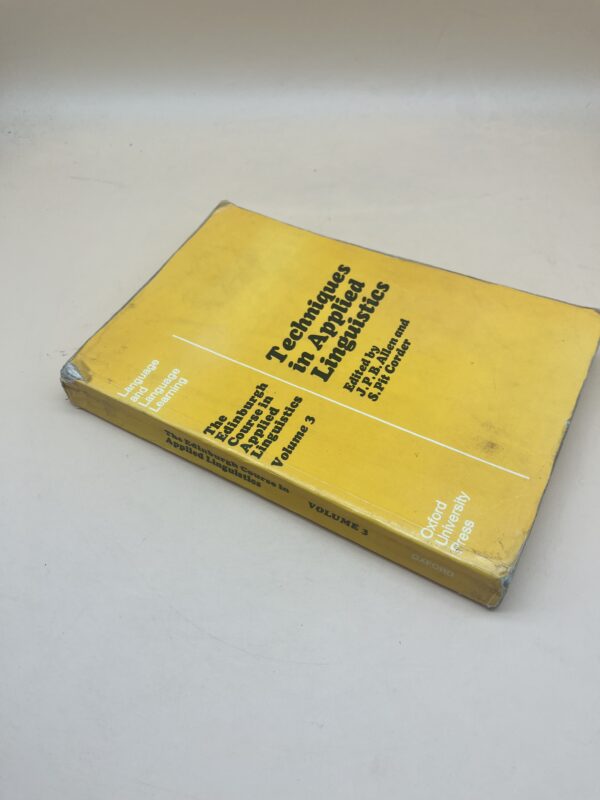 Techniques
in Applied
Linguistics
Edited by
J. P. B. Allen and
S. Pit Corder
Language
and Language
Learning
The
Edinburgh
Course in
Applied
Linguistics
Volume 3
Oxford
University
Press
The Edinburgh Course in
Applied Linguistics
VOLUME 3
OXFORD